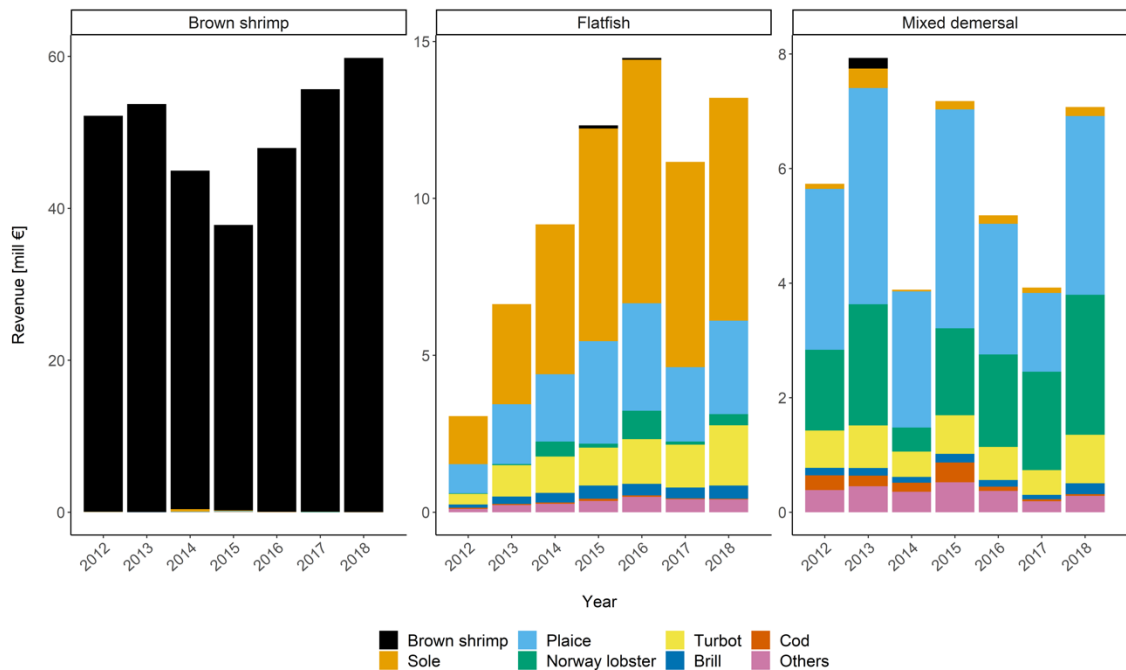 Brown shrimp Flatfish Mixed demersal
Revenue [mill €]
60
40
20
0
15
10
5
0
8
6
4
2
0
2012 2013 2014 2015 2016 2017 2018
2012 2013 2014 2015 2016 2017 2018
2012 2013 2014 2015 2016 2017 2018
Year
Brown shrimp Plaice Turbot Cod
Sole Norway lobster Brill Others